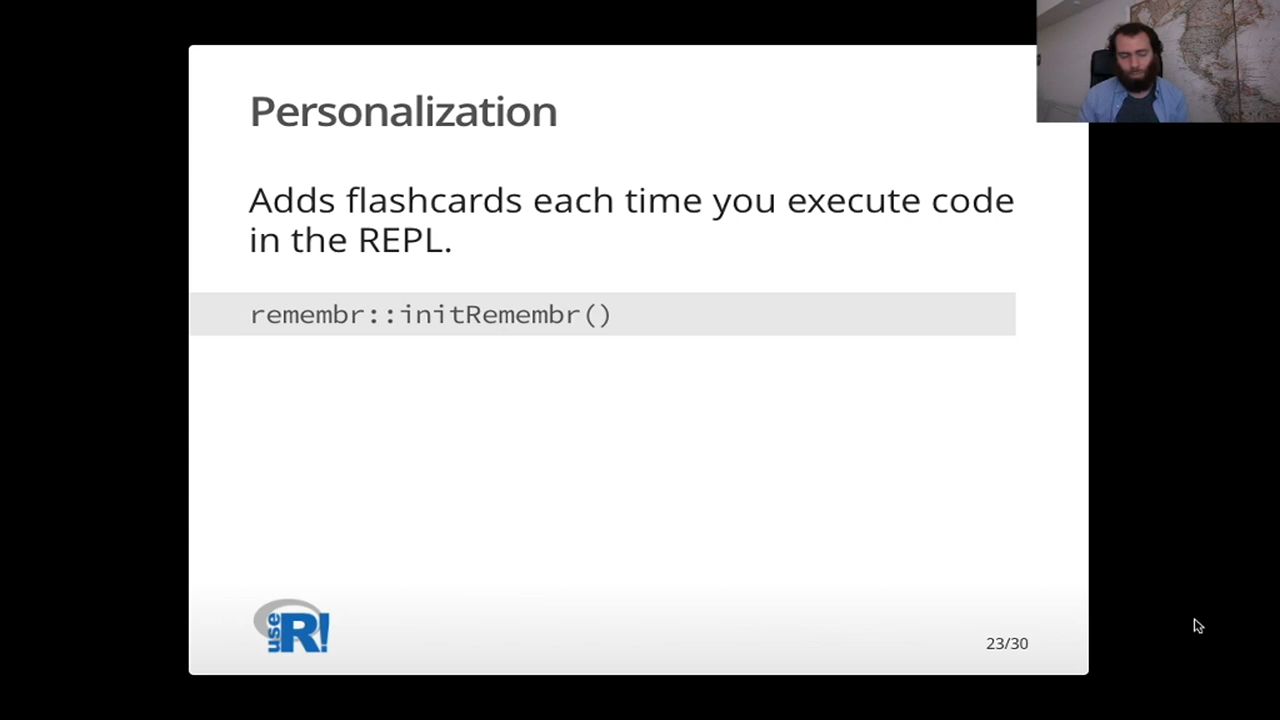 Personalization
Adds flashcards each time you execute code
in the REPL.
remembr::initRemembr()
useR!
23/30